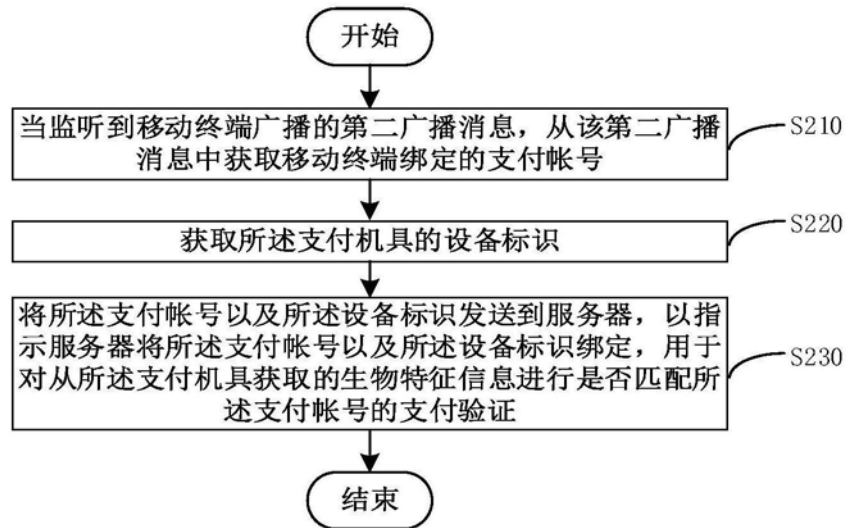 开始
当监听到移动终端广播的第二广播消息，从该第二广播
消息中获取移动终端绑定的支付帐号
S210
获取所述支付机具的设备标识
S220
将所述支付帐号以及所述设备标识发送到服务器，以指
示服务器将所述支付帐号以及所述设备标识绑定，用于
对从所述支付机具获取的生物特征信息进行是否匹配所
述支付帐号的支付验证
S230
结束